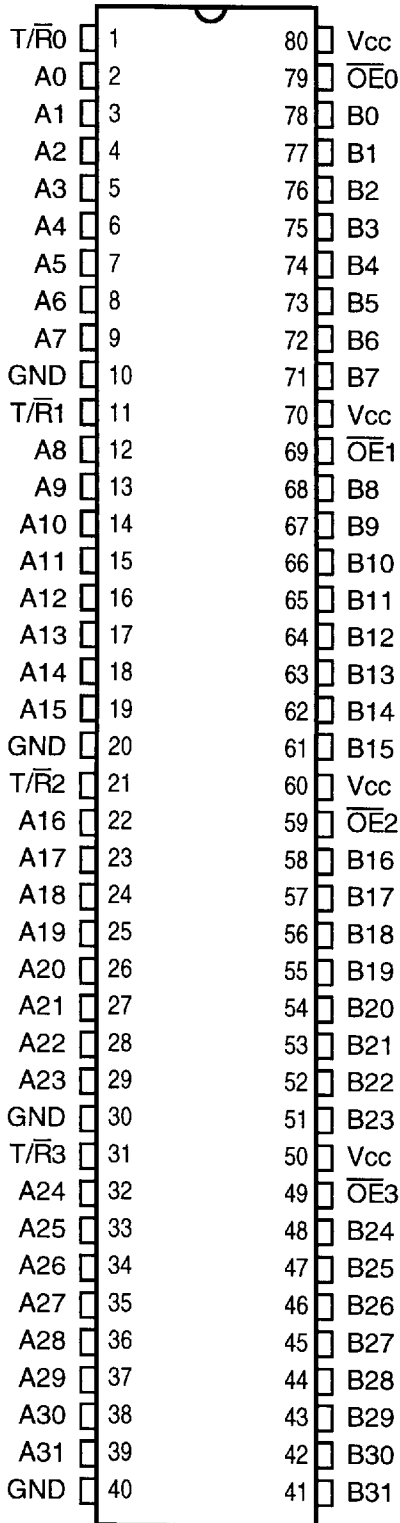 T/R̅0 1 80 Vcc
A0 2 79 O̅E̅0
A1 3 78 B0
A2 4 77 B1
A3 5 76 B2
A4 6 75 B3
A5 7 74 B4
A6 8 73 B5
A7 9 72 B6
GND 10 71 B7
T/R̅1 11 70 Vcc
A8 12 69 O̅E̅1
A9 13 68 B8
A10 14 67 B9
A11 15 66 B10
A12 16 65 B11
A13 17 64 B12
A14 18 63 B13
A15 19 62 B14
GND 20 61 B15
T/R̅2 21 60 Vcc
A16 22 59 O̅E̅2
A17 23 58 B16
A18 24 57 B17
A19 25 56 B18
A20 26 55 B19
A21 27 54 B20
A22 28 53 B21
A23 29 52 B22
GND 30 51 B23
T/R̅3 31 50 Vcc
A24 32 49 O̅E̅3
A25 33 48 B24
A26 34 47 B25
A27 35 46 B26
A28 36 45 B27
A29 37 44 B28
A30 38 43 B29
A31 39 42 B30
GND 40 41 B31